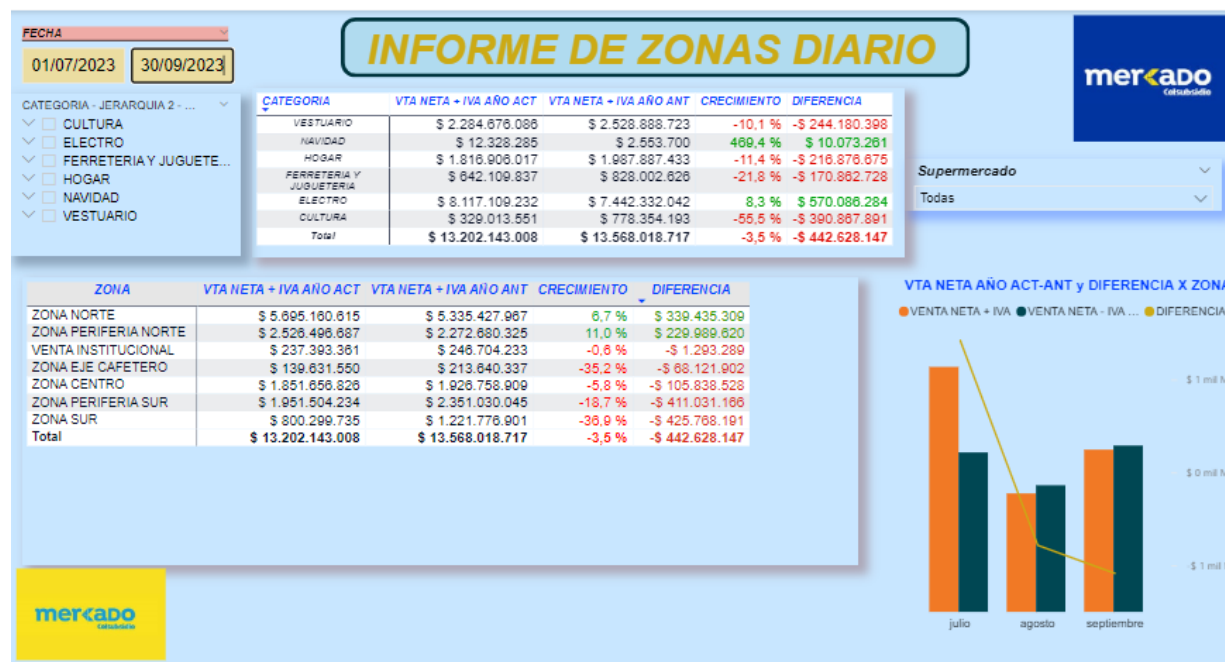 FECHA
01/07/2023 30/09/2023
INFORME DE ZONAS DIARIO
mercado
Colsubsidio
CATEGORIA - JERARQUIA 2 - ...
CULTURA
ELECTRO
FERRETERIA Y JUGUETE...
HOGAR
NAVIDAD
VESTUARIO
CATEGORIA VTA NETA + IVA AÑO ACT VTA NETA + IVA AÑO ANT CRECIMIENTO DIFERENCIA
VESTUARIO $ 2.284.676.086 $ 2.528.888.723 -10,1 % -$ 244.180.398
NAVIDAD $ 12.328.285 $ 2.553.700 469,4 % $ 10.073.261
HOGAR $ 1.816.906.017 $ 1.987.887.433 -11,4 % -$ 216.876.675
FERRETERIA Y JUGUETERIA $ 642.109.837 $ 828.002.626 -21,8 % -$ 170.862.728
ELECTRO $ 8.117.109.232 $ 7.442.332.042 8,3 % $ 570.086.284
CULTURA $ 329.013.551 $ 778.354.193 -55,5 % -$ 390.867.891
Total $ 13.202.143.008 $ 13.568.018.717 -3,5 % -$ 442.628.147
Supermercado
Todas
ZONA VTA NETA + IVA AÑO ACT VTA NETA + IVA AÑO ANT CRECIMIENTO DIFERENCIA
ZONA NORTE $ 5.695.160.615 $ 5.335.427.967 6,7 % $ 339.435.309
ZONA PERIFERIA NORTE $ 2.526.496.687 $ 2.272.680.325 11,0 % $ 229.989.620
VENTA INSTITUCIONAL $ 237.393.361 $ 246.704.233 -0,6 % -$ 1.293.289
ZONA EJE CAFETERO $ 139.631.550 $ 213.640.337 -35,2 % -$ 68.121.902
ZONA CENTRO $ 1.851.656.826 $ 1.926.758.909 -5,8 % -$ 105.838.528
ZONA PERIFERIA SUR $ 1.951.504.234 $ 2.351.030.045 -18,7 % -$ 411.031.166
ZONA SUR $ 800.299.735 $ 1.221.776.901 -36,9 % -$ 425.768.191
Total $ 13.202.143.008 $ 13.568.018.717 -3,5 % -$ 442.628.147
VTA NETA AÑO ACT-ANT y DIFERENCIA X ZONA
VENTA NETA + IVA VENTA NETA - IVA ... DIFERENCIA
$ 1 mil M
$ 0 mil M
-$ 1 mil
julio agosto septiembre
mercado
Colsubsidio